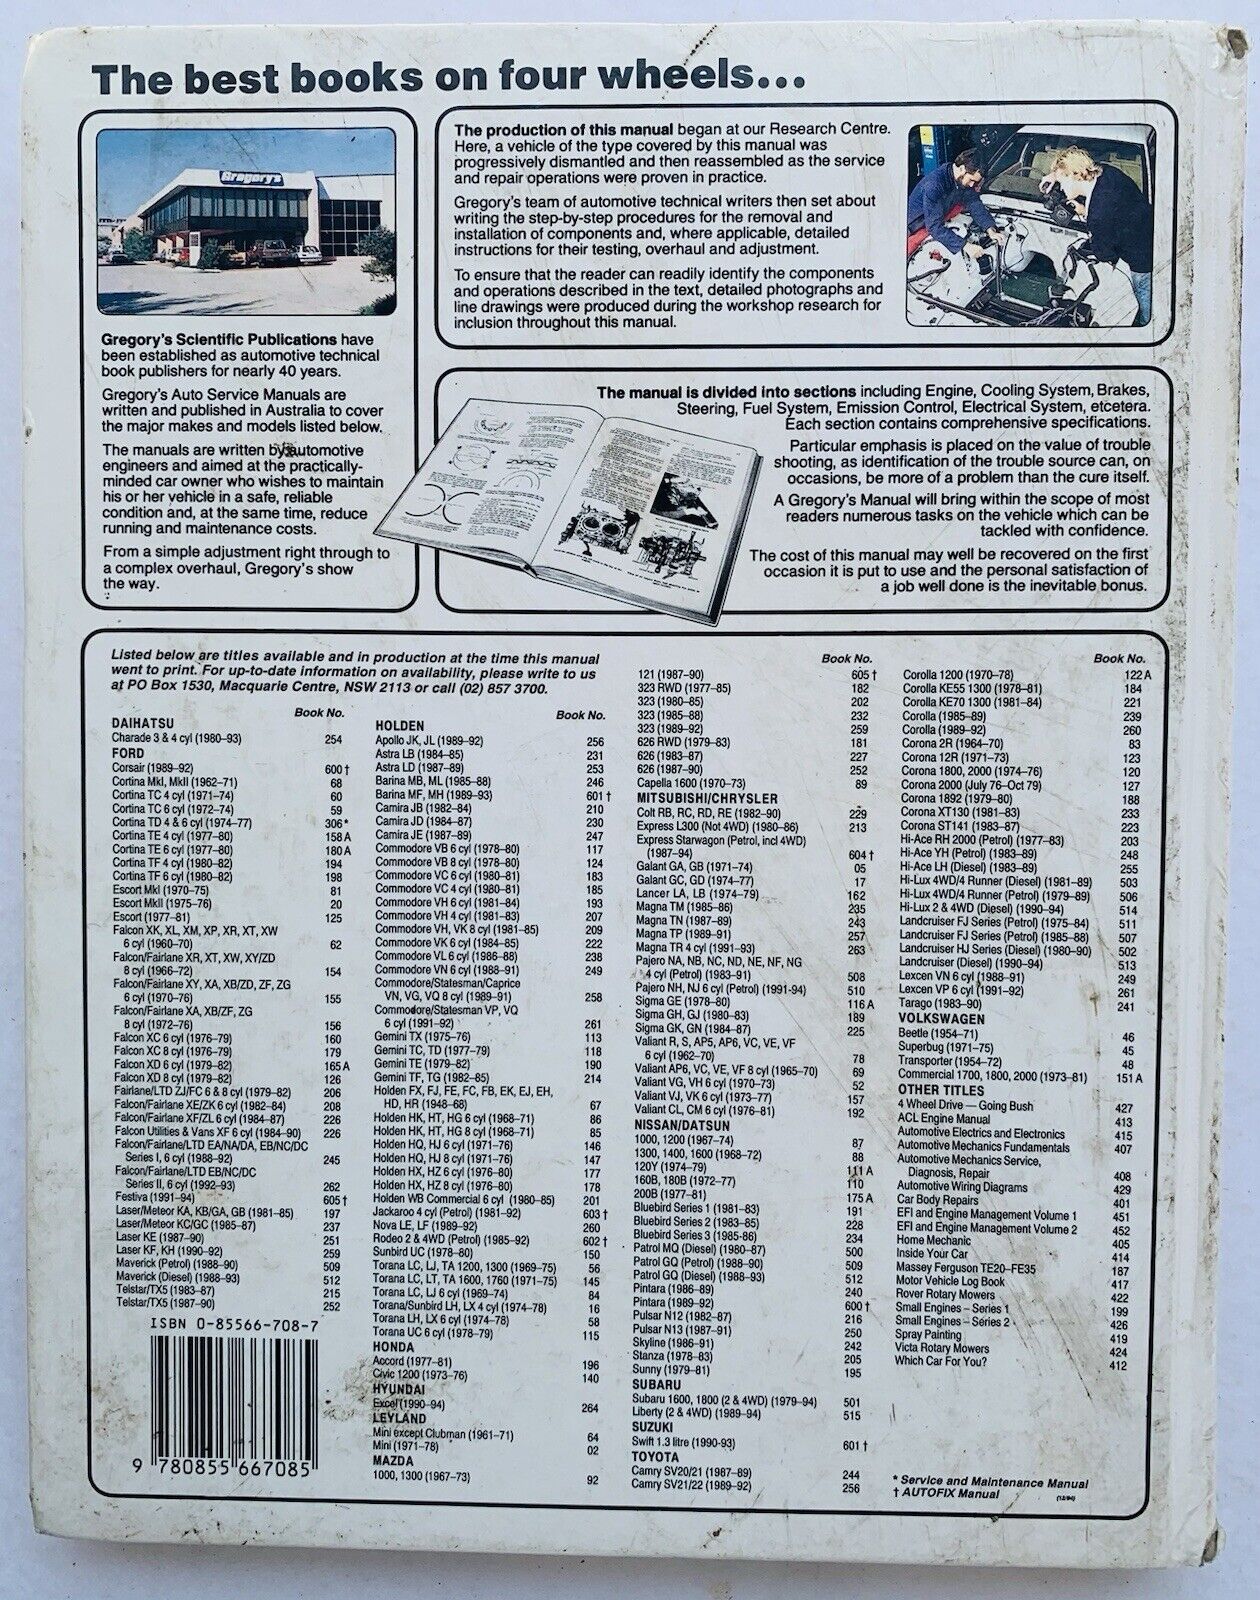 The best books on four wheels...
Gregory's
Gregory's Scientific Publications have
been established as automotive technical
book publishers for nearly 40 years.
Gregory's Auto Service Manuals are
written and published in Australia to cover
the major makes and models listed below.
The manuals are written by automotive
engineers and aimed at the practically-
minded car owner who wishes to maintain
his or her vehicle in a safe, reliable
condition and, at the same time, reduce
running and maintenance costs.
From a simple adjustment right through to
a complex overhaul, Gregory's show
the way.
The production of this manual began at our Research Centre.
Here, a vehicle of the type covered by this manual was
progressively dismantled and then reassembled as the service
and repair operations were proven in practice.
Gregory's team of automotive technical writers then set about
writing the step-by-step procedures for the removal and
installation of components and, where applicable, detailed
instructions for their testing, overhaul and adjustment.
To ensure that the reader can readily identify the components
and operations described in the text, detailed photographs and
line drawings were produced during the workshop research for
inclusion throughout this manual.
The manual is divided into sections including Engine, Cooling System, Brakes,
Steering, Fuel System, Emission Control, Electrical System, etcetera.
Each section contains comprehensive specifications.
Particular emphasis is placed on the value of trouble
shooting, as identification of the trouble source can, on
occasions, be more of a problem than the cure itself.
A Gregory's Manual will bring within the scope of most
readers numerous tasks on the vehicle which can be
tackled with confidence.
The cost of this manual may well be recovered on the first
occasion it is put to use and the personal satisfaction of
a job well done is the inevitable bonus.
Listed below are titles available and in production at the time this manual
went to print. For up-to-date information on availability, please write to us
at PO Box 1530, Macquarie Centre, NSW 2113 or call (02) 857 3700.
Book No.
DAIHATSU
Charade 3 & 4 cyl (1980–93) 254
FORD
Corsair (1989–92) 600 †
Cortina MkI, MkII (1962–71) 68
Cortina TC 4 cyl (1971–74) 60
Cortina TC 6 cyl (1972–74) 59
Cortina TD 4 & 6 cyl (1974–77) 306*
Cortina TE 4 cyl (1977–80) 158 A
Cortina TE 6 cyl (1977–80) 180 A
Cortina TF 4 cyl (1980–82) 194
Cortina TF 6 cyl (1980–82) 198
Escort MkI (1970–75) 81
Escort MkII (1975–76) 20
Escort (1977–81) 125
Falcon XK, XL, XM, XP, XR, XT, XW
6 cyl (1960–70) 62
Falcon/Fairlane XR, XT, XW, XY/ZD
8 cyl (1966–72) 154
Falcon/Fairlane XY, XA, XB/ZD, ZF, ZG
6 cyl (1970–76) 155
Falcon/Fairlane XA, XB/ZF, ZG
8 cyl (1972–76) 156
Falcon XC 6 cyl (1976–79) 160
Falcon XC 8 cyl (1976–79) 179
Falcon XD 6 cyl (1979–82) 165 A
Falcon XD 8 cyl (1979–82) 126
Fairlane/LTD ZJ/FC 6 & 8 cyl (1979–82) 206
Falcon/Fairlane XE/ZK 6 cyl (1982–84) 208
Falcon/Fairlane XF/ZL 6 cyl (1984–87) 226
Falcon Utilities & Vans XF 6 cyl (1984–90) 226
Falcon/Fairlane/LTD EA/NA/DA, EB/NC/DC
Series I, 6 cyl (1988–92) 245
Falcon/Fairlane/LTD EB/NC/DC
Series II, 6 cyl (1992–93) 262
Festiva (1991–94) 605 †
Laser/Meteor KA, KB/GA, GB (1981–85) 197
Laser/Meteor KC/GC (1985–87) 237
Laser KE (1987–90) 251
Laser KF, KH (1990–92) 259
Maverick (Petrol) (1988–90) 509
Maverick (Diesel) (1988–93) 512
Telstar/TX5 (1983–87) 215
Telstar/TX5 (1987–90) 252
ISBN 0-85566-708-7
9 780855 667085
Book No.
HOLDEN
Apollo JK, JL (1989–92) 256
Astra LB (1984–85) 231
Astra LD (1987–89) 253
Barina MB, ML (1985–88) 246
Barina MF, MH (1989–93) 601 †
Camira JB (1982–84) 210
Camira JD (1984–87) 230
Camira JE (1987–89) 247
Commodore VB 6 cyl (1978–80) 117
Commodore VB 8 cyl (1978–80) 124
Commodore VC 6 cyl (1980–81) 183
Commodore VC 4 cyl (1980–81) 185
Commodore VH 6 cyl (1981–84) 193
Commodore VH 4 cyl (1981–83) 207
Commodore VH, VK 8 cyl (1981–85) 209
Commodore VK 6 cyl (1984–85) 222
Commodore VL 6 cyl (1986–88) 238
Commodore VN 6 cyl (1988–91) 249
Commodore/Statesman/Caprice
VN, VG, VQ 8 cyl (1989–91) 258
Commodore/Statesman VP, VQ
6 cyl (1991–92) 261
Gemini TX (1975–76) 113
Gemini TC, TD (1977–79) 118
Gemini TE (1979–82) 190
Gemini TF, TG (1982–85) 214
Holden FX, FJ, FE, FC, FB, EK, EJ, EH,
HD, HR (1948–68) 67
Holden HK, HT, HG 6 cyl (1968–71) 86
Holden HK, HT, HG 8 cyl (1968–71) 85
Holden HQ, HJ 6 cyl (1971–76) 146
Holden HQ, HJ 8 cyl (1971–76) 147
Holden HX, HZ 6 cyl (1976–80) 177
Holden HX, HZ 8 cyl (1976–80) 178
Holden WB Commercial 6 cyl (1980–85) 201
Jackaroo 4 cyl (Petrol) (1981–92) 603 †
Nova LE, LF (1989–92) 260
Rodeo 2 & 4WD (Petrol) (1985–92) 602 †
Sunbird UC (1978–80) 150
Torana LC, LJ, TA 1200, 1300 (1969–75) 56
Torana LC, LT, TA 1600, 1760 (1971–75) 145
Torana LC, LJ 6 cyl (1969–74) 84
Torana/Sunbird LH, LX 4 cyl (1974–78) 16
Torana LH, LX 6 cyl (1974–78) 58
Torana UC 6 cyl (1978–79) 115
HONDA
Accord (1977–81) 196
Civic 1200 (1973–76) 140
HYUNDAI
Excel (1990–94) 264
LEYLAND
Mini except Clubman (1961–71) 64
Mini (1971–78) 02
MAZDA
1000, 1300 (1967–73) 92
Book No.
121 (1987–90) 605 †
323 RWD (1977–85) 182
323 (1980–85) 202
323 (1985–88) 232
323 (1989–92) 259
626 RWD (1979–83) 181
626 (1983–87) 227
626 (1987–90) 252
Capella 1600 (1970–73) 89
MITSUBISHI/CHRYSLER
Colt RB, RC, RD, RE (1982–90) 229
Express L300 (Not 4WD) (1980–86) 213
Express Starwagon (Petrol, incl 4WD)
(1987–94) 604 †
Galant GA, GB (1971–74) 05
Galant GC, GD (1974–77) 17
Lancer LA, LB (1974–79) 162
Magna TM (1985–86) 235
Magna TN (1987–89) 243
Magna TP (1989–91) 257
Magna TR 4 cyl (1991–93) 263
Pajero NA, NB, NC, ND, NE, NF, NG
4 cyl (Petrol) (1983–91) 508
Pajero NH, NJ 6 cyl (Petrol) (1991-94) 510
Sigma GE (1978–80) 116 A
Sigma GH, GJ (1980–83) 189
Sigma GK, GN (1984–87) 225
Valiant R, S, AP5, AP6, VC, VE, VF
6 cyl (1962–70) 78
Valiant AP6, VC, VE, VF 8 cyl (1965–70) 69
Valiant VG, VH 6 cyl (1970–73) 52
Valiant VJ, VK 6 cyl (1973–77) 157
Valiant CL, CM 6 cyl (1976–81) 192
NISSAN/DATSUN
1000, 1200 (1967–74) 87
1300, 1400, 1600 (1968–72) 88
120Y (1974–79) 111 A
160B, 180B (1972–77) 110
200B (1977–81) 175 A
Bluebird Series 1 (1981–83) 191
Bluebird Series 2 (1983–85) 228
Bluebird Series 3 (1985–86) 234
Patrol MQ (Diesel) (1980–87) 500
Patrol GQ (Petrol) (1988–90) 509
Patrol GQ (Diesel) (1988–93) 512
Pintara (1986–89) 240
Pintara (1989–92) 600 †
Pulsar N12 (1982–87) 216
Pulsar N13 (1987–91) 250
Skyline (1986–91) 242
Stanza (1978–83) 205
Sunny (1979–81) 195
SUBARU
Subaru 1600, 1800 (2 & 4WD) (1979–94) 501
Liberty (2 & 4WD) (1989–94) 515
SUZUKI
Swift 1.3 litre (1990-93) 601 †
TOYOTA
Camry SV20/21 (1987–89) 244
Camry SV21/22 (1989–92) 256
Book No.
Corolla 1200 (1970–78) 122 A
Corolla KE55 1300 (1978–81) 184
Corolla KE70 1300 (1981–84) 221
Corolla (1985–89) 239
Corolla (1989–92) 260
Corona 2R (1964–70) 83
Corona 12R (1971–73) 123
Corona 1800, 2000 (1974–76) 120
Corona 2000 (July 76–Oct 79) 127
Corona 1892 (1979–80) 188
Corona XT130 (1981–83) 233
Corona ST141 (1983–87) 223
Hi-Ace RH 2000 (Petrol) (1977–83) 203
Hi-Ace YH (Petrol) (1983–89) 248
Hi-Ace LH (Diesel) (1983–89) 255
Hi-Lux 4WD/4 Runner (Diesel) (1981–89) 503
Hi-Lux 4WD/4 Runner (Petrol) (1979–89) 506
Hi-Lux 2 & 4WD (Diesel) (1990–94) 514
Landcruiser FJ Series (Petrol) (1975–84) 511
Landcruiser FJ Series (Petrol) (1985–88) 507
Landcruiser HJ Series (Diesel) (1980–90) 502
Landcruiser (Diesel) (1990–94) 513
Lexcen VN 6 cyl (1988–91) 249
Lexcen VP 6 cyl (1991–92) 261
Tarago (1983–90) 241
VOLKSWAGEN
Beetle (1954–71) 46
Superbug (1971–75) 45
Transporter (1954–72) 48
Commercial 1700, 1800, 2000 (1973–81) 151 A
OTHER TITLES
4 Wheel Drive — Going Bush 427
ACL Engine Manual 413
Automotive Electrics and Electronics 415
Automotive Mechanics Fundamentals 407
Automotive Mechanics Service,
Diagnosis, Repair 408
Automotive Wiring Diagrams 429
Car Body Repairs 401
EFI and Engine Management Volume 1 451
EFI and Engine Management Volume 2 452
Home Mechanic 405
Inside Your Car 414
Massey Ferguson TE20–FE35 187
Motor Vehicle Log Book 417
Rover Rotary Mowers 422
Small Engines – Series 1 199
Small Engines – Series 2 426
Spray Painting 419
Victa Rotary Mowers 424
Which Car For You? 412
* Service and Maintenance Manual
† AUTOFIX Manual
(12/94)